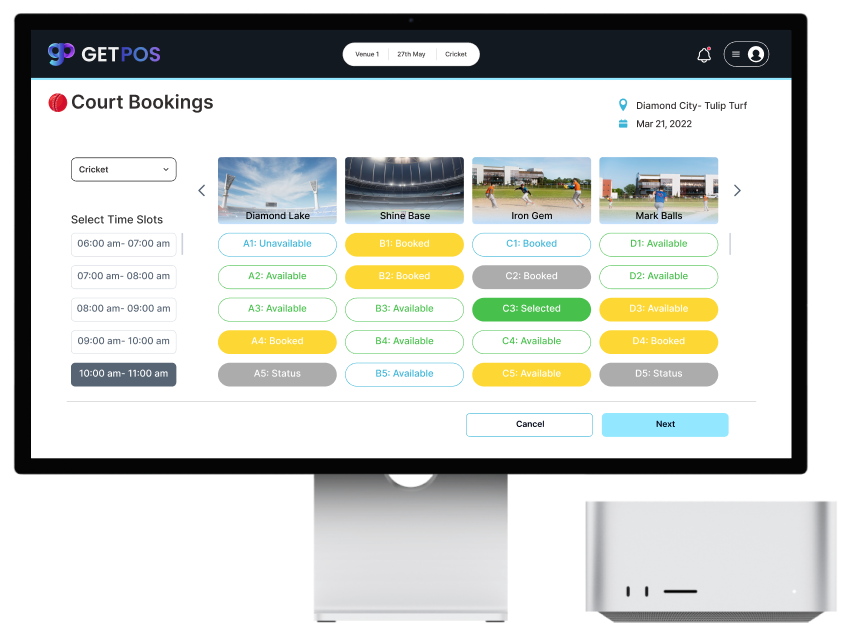 GETPOS
Venue 1 27th May Cricket
Court Bookings
Diamond City- Tulip Turf
Mar 21, 2022
Cricket
Diamond Lake Shine Base Iron Gem Mark Balls
Select Time Slots
06:00 am- 07:00 am A1: Unavailable B1: Booked C1: Booked D1: Available
07:00 am- 08:00 am A2: Available B2: Booked C2: Booked D2: Available
08:00 am- 09:00 am A3: Available B3: Available C3: Selected D3: Available
09:00 am- 10:00 am A4: Booked B4: Available C4: Available D4: Booked
10:00 am- 11:00 am A5: Status B5: Available C5: Available D5: Status
Cancel Next